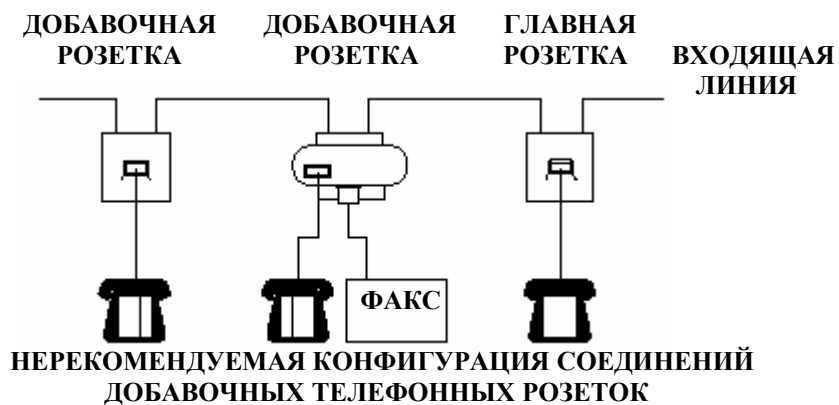 ДОБАВОЧНАЯ РОЗЕТКА
ДОБАВОЧНАЯ РОЗЕТКА
ГЛАВНАЯ РОЗЕТКА
ВХОДЯЩАЯ ЛИНИЯ
ФАКС
НЕРЕКОМЕНДУЕМАЯ КОНФИГУРАЦИЯ СОЕДИНЕНИЙ
ДОБАВОЧНЫХ ТЕЛЕФОННЫХ РОЗЕТОК